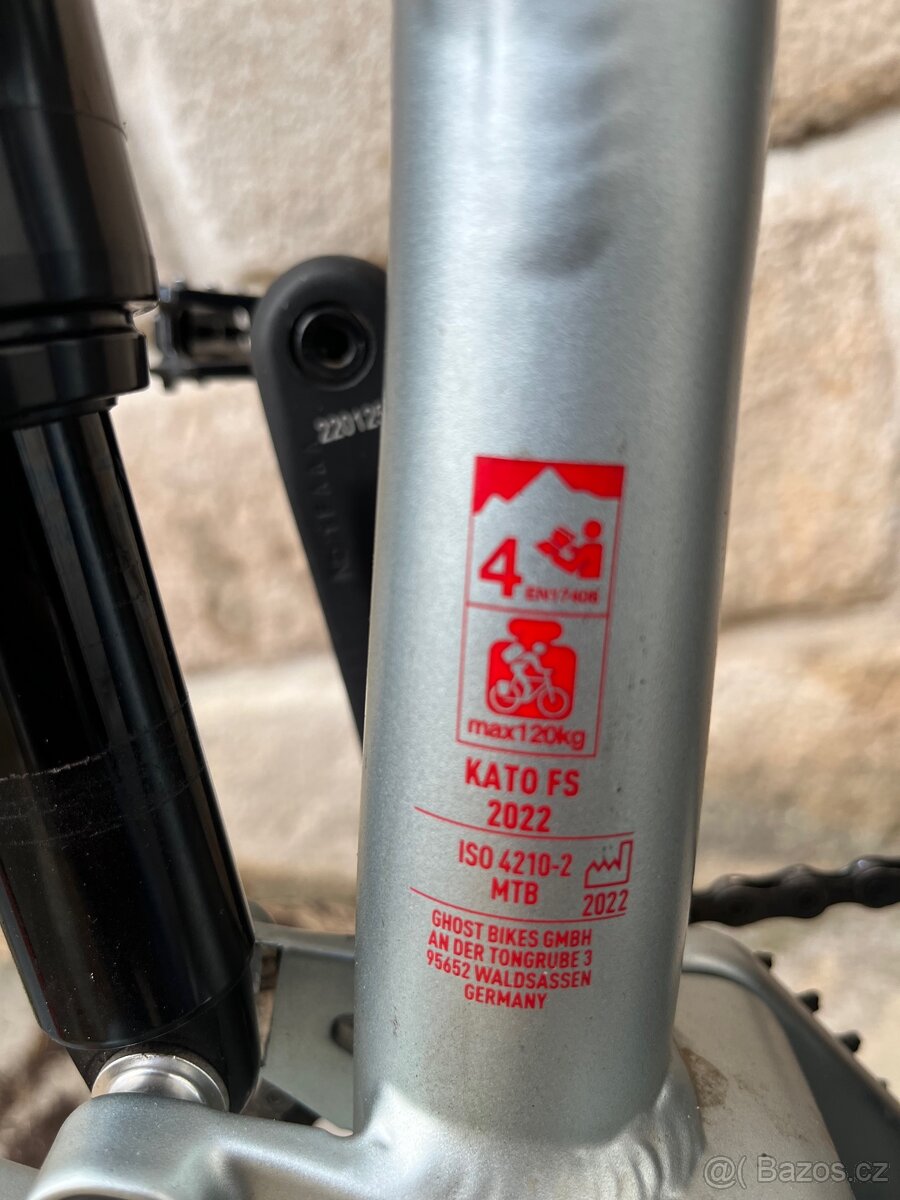 220125
4
EN17406
max120kg
KATO FS
2022
ISO 4210-2
MTB
2022
GHOST BIKES GMBH
AN DER TONGRUBE 3
95652 WALDSASSEN
GERMANY
@( Bazos.cz